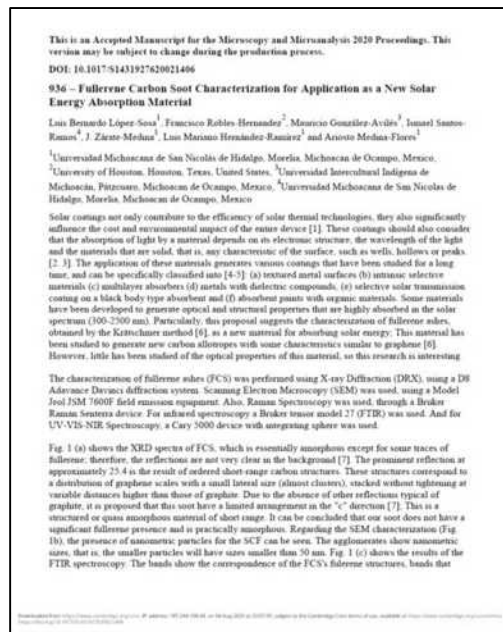 This is an Accepted Manuscript for the Microscopy and Microanalysis 2020 Proceedings. This
version may be subject to change during the production process.
DOI: 10.1017/S1431927620021406
936 – Fullerene Carbon Soot Characterization for Application as a New Solar
Energy Absorption Material
Luis Bernardo López-Sosa1, Francisco Robles-Hernandez2, Mauricio González-Avilés3, Ismael Santos-
Ramos4, J. Zárate-Medina1, Luis Mariano Hernández-Ramírez1 and Ariosto Medina-Flores1
1Universidad Michoacana de San Nicolás de Hidalgo, Morelia, Michoacan de Ocampo, Mexico,
2University of Houston, Houston, Texas, United States, 3Universidad Intercultural Indígena de
Michoacán, Pátzcuaro, Michoacan de Ocampo, Mexico, 4Universidad Michoacana de San Nicolas de
Hidalgo, Morelia, Michoacan de Ocampo, Mexico
Solar coatings not only contribute to the efficiency of solar thermal technologies, they also significantly
influence the cost and environmental impact of the entire device [1]. These coatings should also consider
that the absorption of light by a material depends on its electronic structure, the wavelength of the light
and the materials that are solid, that is, any characteristic of the surface, such as wells, hollows or peaks
[2, 3]. The application of these materials generates various coatings that have been studied for a long
time, and can be specifically classified into [4-5]: (a) textured metal surfaces (b) intrinsic selective
materials (c) multilayer absorbers (d) metals with dielectric compounds, (e) selective solar transmission
coating on a black body type absorbent and (f) absorbent paints with organic materials. Some materials
have been developed to generate optical and structural properties that are highly absorbed in the solar
spectrum (300-2500 nm). Particularly, this proposal suggests the characterization of fullerene ashes,
obtained by the Krätschmer method [6], as a new material for absorbing solar energy; This material has
been studied to generate new carbon allotropes with some characteristics similar to graphene [6].
However, little has been studied of the optical properties of this material, so this research is interesting
The characterization of fullerene ashes (FCS) was performed using X-ray Diffraction (DRX), using a D8
Adavance Davinci diffraction system. Scanning Electron Microscopy (SEM) was used, using a Model
Jeol JSM 7600F field emission equipment. Also, Raman Spectroscopy was used, through a Bruker
Raman Senterra device. For infrared spectroscopy a Broker tensor model 27 (FTIR) was used. And for
UV-VIS-NIR Spectroscopy, a Cary 5000 device with integrating sphere was used.
Fig. 1 (a) shows the XRD spectra of FCS, which is essentially amorphous except for some traces of
fullerene; therefore, the reflections are not very clear in the background [7]. The prominent reflection at
approximately 25.4 is the result of ordered short-range carbon structures. These structures correspond to
a distribution of graphene scales with a small lateral size (almost clusters), stacked without tightening at
variable distances higher than those of graphite. Due to the absence of other reflections typical of
graphite, it is proposed that this soot have a limited arrangement in the "c" direction [7]; This is a
structured or quasi amorphous material of short range. It can be concluded that our soot does not have a
significant fullerene presence and is practically amorphous. Regarding the SEM characterization (Fig.
1b), the presence of nanometric particles for the SCF can be seen. The agglomerates show nanometric
sizes, that is, the smaller particles will have sizes smaller than 50 nm. Fig. 1 (c) shows the results of the
FTIR spectroscopy. The bands show the correspondence of the FCS's fullerene structures, bands that